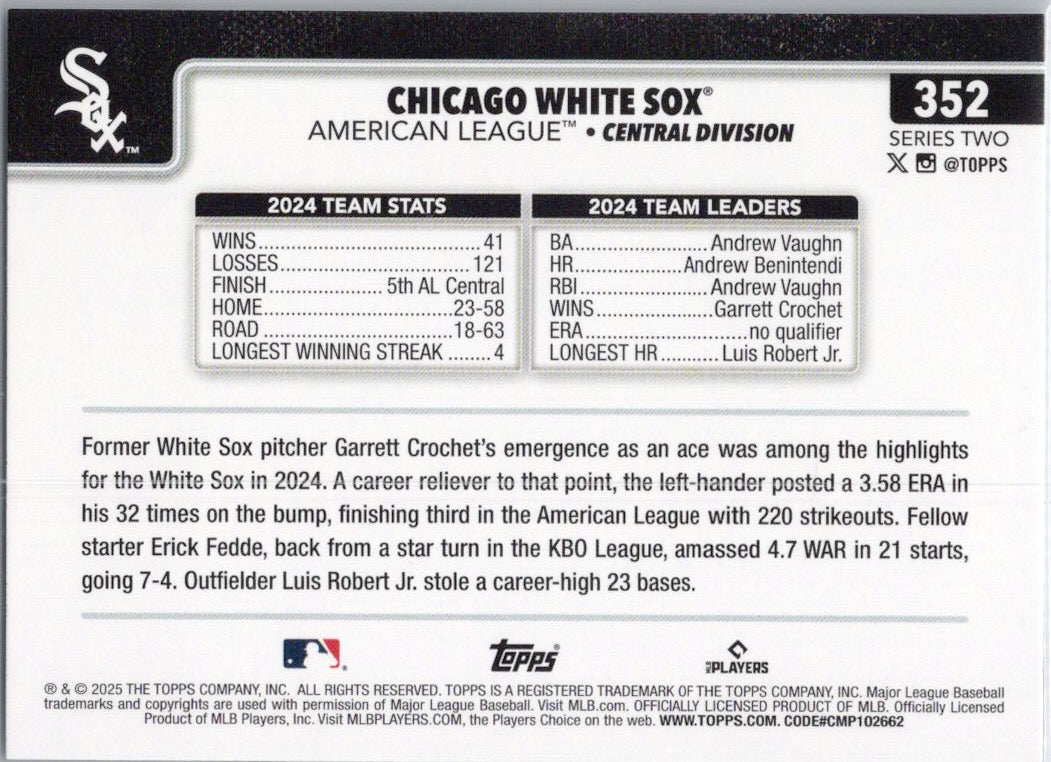 Sox™
CHICAGO WHITE SOX®
AMERICAN LEAGUE™ • CENTRAL DIVISION
352
SERIES TWO
@TOPPS
2024 TEAM STATS
WINS..................................... 41
LOSSES................................ 121
FINISH................... 5th AL Central
HOME................................23-58
ROAD ................................18-63
LONGEST WINNING STREAK ....... 4
2024 TEAM LEADERS
BA.......................Andrew Vaughn
HR...................Andrew Benintendi
RBI......................Andrew Vaughn
WINS....................Garrett Crochet
ERA.............................no qualifier
LONGEST HR.......... Luis Robert Jr.
Former White Sox pitcher Garrett Crochet's emergence as an ace was among the highlights
for the White Sox in 2024. A career reliever to that point, the left-hander posted a 3.58 ERA in
his 32 times on the bump, finishing third in the American League with 220 strikeouts. Fellow
starter Erick Fedde, back from a star turn in the KBO League, amassed 4.7 WAR in 21 starts,
going 7-4. Outfielder Luis Robert Jr. stole a career-high 23 bases.
topps®
PLAYERS
® & © 2025 THE TOPPS COMPANY, INC. ALL RIGHTS RESERVED. TOPPS IS A REGISTERED TRADEMARK OF THE TOPPS COMPANY, INC. Major League Baseball
trademarks and copyrights are used with permission of Major League Baseball. Visit MLB.com. OFFICIALLY LICENSED PRODUCT OF MLB. Officially Licensed
Product of MLB Players, Inc. Visit MLBPLAYERS.COM, the Players Choice on the web. WWW.TOPPS.COM. CODE#CMP102662